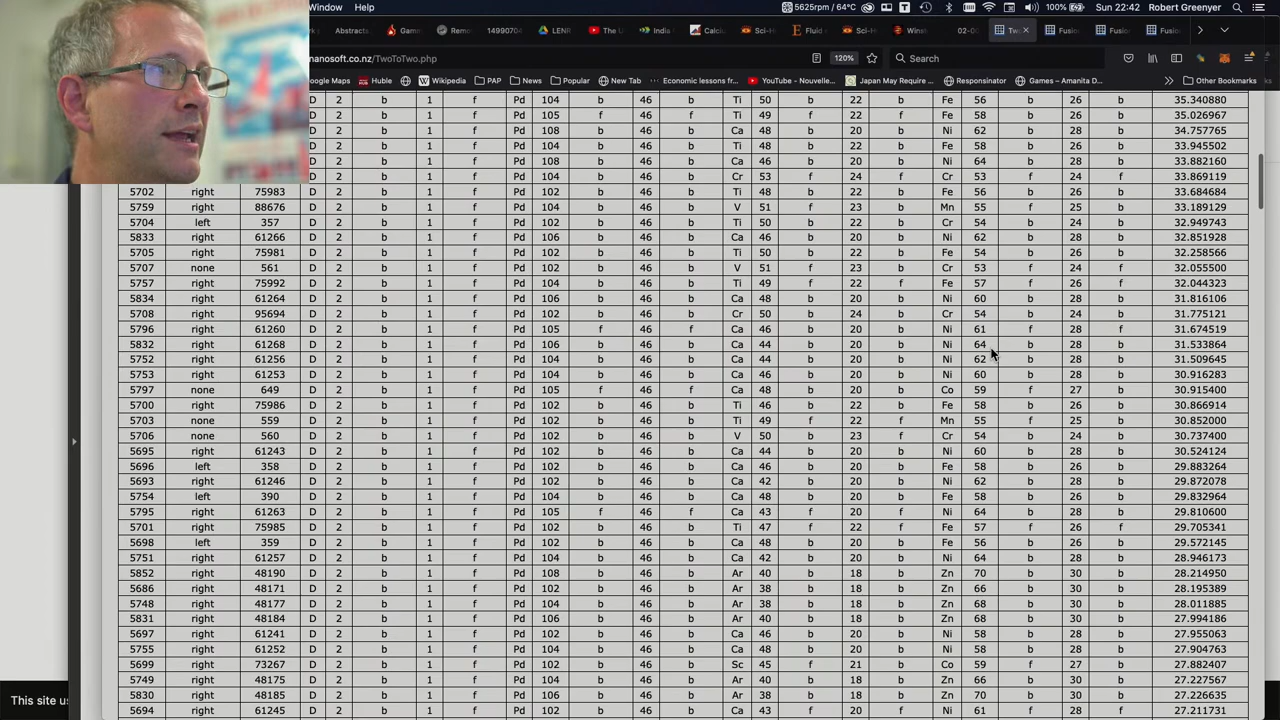 Window Help 5625rpm / 64°C 100% Sun 22:42 Robert Greenyer
Abstracts Gami Remo 14990704 LENR The U India Calciu Sci-H Sci-H Fluid Wins 02-0 Two Fusio Fusio Fusio
nanosoft.co.nz/TwoToTwo.php 120% Search
Google Maps Huble Wikipedia PAP News Popular New Tab Economic lessons fr... YouTube - Nouvelle... Japan May Require ... Responsinator Games – Amanita D... Other Bookmarks
D 2 b 1 f Pd 104 b 46 b Ti 50 b 22 b Fe 56 b 26 b 35.340880
D 2 b 1 f Pd 105 f 46 f Ti 49 f 22 f Fe 58 b 26 b 35.026967
D 2 b 1 f Pd 108 b 46 b Ca 48 b 20 b Ni 62 b 28 b 34.757765
D 2 b 1 f Pd 104 b 46 b Ti 48 b 22 b Fe 58 b 26 b 33.945502
D 2 b 1 f Pd 108 b 46 b Ca 46 b 20 b Ni 64 b 28 b 33.882160
D 2 b 1 f Pd 104 b 46 b Cr 53 f 24 f Cr 53 f 24 f 33.869119
5702 right 75983 D 2 b 1 f Pd 102 b 46 b Ti 48 b 22 b Fe 56 b 26 b 33.684684
5759 right 88676 D 2 b 1 f Pd 104 b 46 b V 51 f 23 b Mn 55 f 25 b 33.189129
5704 left 357 D 2 b 1 f Pd 102 b 46 b Ti 50 b 22 b Cr 54 b 24 b 32.949743
5833 right 61266 D 2 b 1 f Pd 106 b 46 b Ca 46 b 20 b Ni 62 b 28 b 32.851928
5705 right 75981 D 2 b 1 f Pd 102 b 46 b Ti 50 b 22 b Fe 54 b 26 b 32.258566
5707 none 561 D 2 b 1 f Pd 102 b 46 b V 51 f 23 b Cr 53 f 24 f 32.055500
5757 right 75992 D 2 b 1 f Pd 104 b 46 b Ti 49 f 22 f Fe 57 f 26 f 32.044323
5834 right 61264 D 2 b 1 f Pd 106 b 46 b Ca 48 b 20 b Ni 60 b 28 b 31.816106
5708 right 95694 D 2 b 1 f Pd 102 b 46 b Cr 50 b 24 b Cr 54 b 24 b 31.775121
5796 right 61260 D 2 b 1 f Pd 105 f 46 f Ca 46 b 20 b Ni 61 f 28 f 31.674519
5832 right 61268 D 2 b 1 f Pd 106 b 46 b Ca 44 b 20 b Ni 64 b 28 b 31.533864
5752 right 61256 D 2 b 1 f Pd 104 b 46 b Ca 44 b 20 b Ni 62 b 28 b 31.509645
5753 right 61253 D 2 b 1 f Pd 104 b 46 b Ca 46 b 20 b Ni 60 b 28 b 30.916283
5797 none 649 D 2 b 1 f Pd 105 f 46 f Ca 48 b 20 b Co 59 f 27 b 30.915400
5700 right 75986 D 2 b 1 f Pd 102 b 46 b Ti 46 b 22 b Fe 58 b 26 b 30.866914
5703 none 559 D 2 b 1 f Pd 102 b 46 b Ti 49 f 22 f Mn 55 f 25 b 30.852000
5706 none 560 D 2 b 1 f Pd 102 b 46 b V 50 b 23 f Cr 54 b 24 b 30.737400
5695 right 61243 D 2 b 1 f Pd 102 b 46 b Ca 44 b 20 b Ni 60 b 28 b 30.524124
5696 left 358 D 2 b 1 f Pd 102 b 46 b Ca 46 b 20 b Fe 58 b 26 b 29.883264
5693 right 61246 D 2 b 1 f Pd 102 b 46 b Ca 42 b 20 b Ni 62 b 28 b 29.872078
5754 left 390 D 2 b 1 f Pd 104 b 46 b Ca 48 b 20 b Fe 58 b 26 b 29.832964
5795 right 61263 D 2 b 1 f Pd 105 f 46 f Ca 43 f 20 f Ni 64 b 28 b 29.810600
5701 right 75985 D 2 b 1 f Pd 102 b 46 b Ti 47 f 22 f Fe 57 f 26 f 29.705341
5698 left 359 D 2 b 1 f Pd 102 b 46 b Ca 48 b 20 b Fe 56 b 26 b 29.572145
5751 right 61257 D 2 b 1 f Pd 104 b 46 b Ca 42 b 20 b Ni 64 b 28 b 28.946173
5852 right 48190 D 2 b 1 f Pd 108 b 46 b Ar 40 b 18 b Zn 70 b 30 b 28.214950
5686 right 48171 D 2 b 1 f Pd 102 b 46 b Ar 38 b 18 b Zn 66 b 30 b 28.195389
5748 right 48177 D 2 b 1 f Pd 104 b 46 b Ar 38 b 18 b Zn 68 b 30 b 28.011885
5831 right 48184 D 2 b 1 f Pd 106 b 46 b Ar 40 b 18 b Zn 68 b 30 b 27.994186
5697 right 61241 D 2 b 1 f Pd 102 b 46 b Ca 46 b 20 b Ni 58 b 28 b 27.955063
5755 right 61252 D 2 b 1 f Pd 104 b 46 b Ca 48 b 20 b Ni 58 b 28 b 27.904763
5699 right 73267 D 2 b 1 f Pd 102 b 46 b Sc 45 f 21 b Co 59 f 27 b 27.882407
5749 right 48175 D 2 b 1 f Pd 104 b 46 b Ar 40 b 18 b Zn 66 b 30 b 27.227567
5830 right 48185 D 2 b 1 f Pd 106 b 46 b Ar 38 b 18 b Zn 70 b 30 b 27.226635
5694 right 61245 D 2 b 1 f Pd 102 b 46 b Ca 43 f 20 f Ni 61 f 28 f 27.211731
This site us